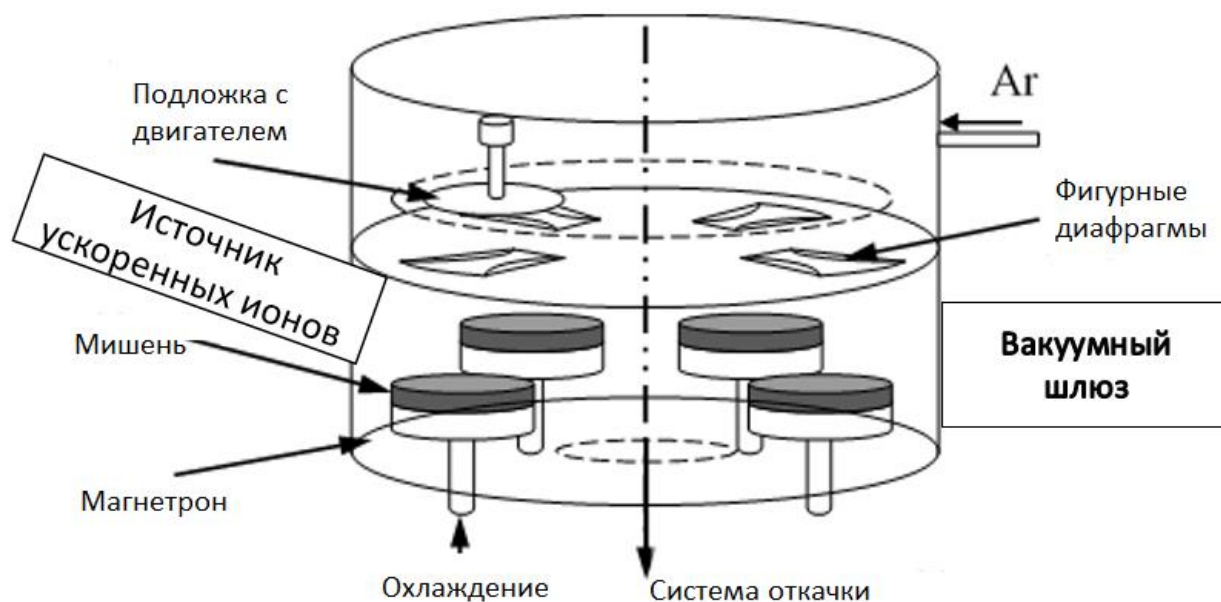 Подложка с
двигателем
Ar
Источник
ускоренных ионов
Фигурные
диафрагмы
Мишень
Вакуумный
шлюз
Магнетрон
Охлаждение
Система откачки